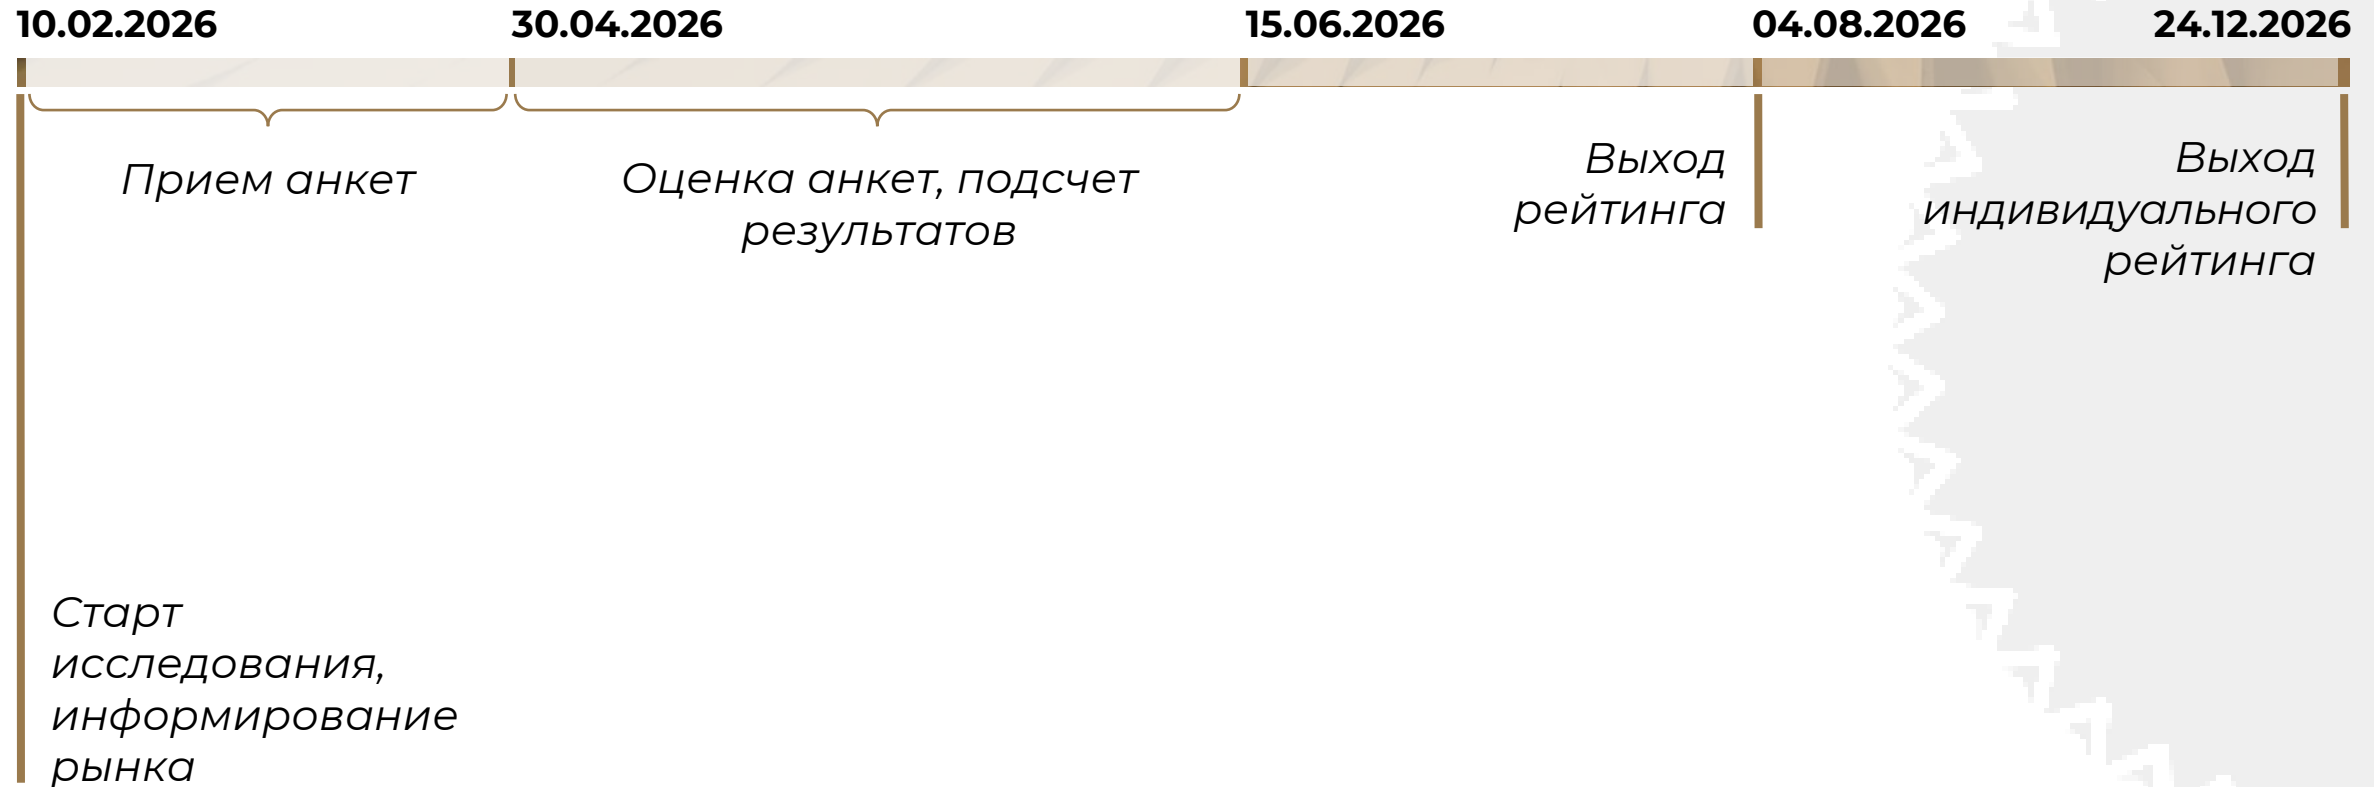 10.02.2026
30.04.2026
15.06.2026
04.08.2026
24.12.2026
Прием анкет
Оценка анкет, подсчет
результатов
Выход
рейтинга
Выход
индивидуального
рейтинга
Старт
исследования,
информирование
рынка